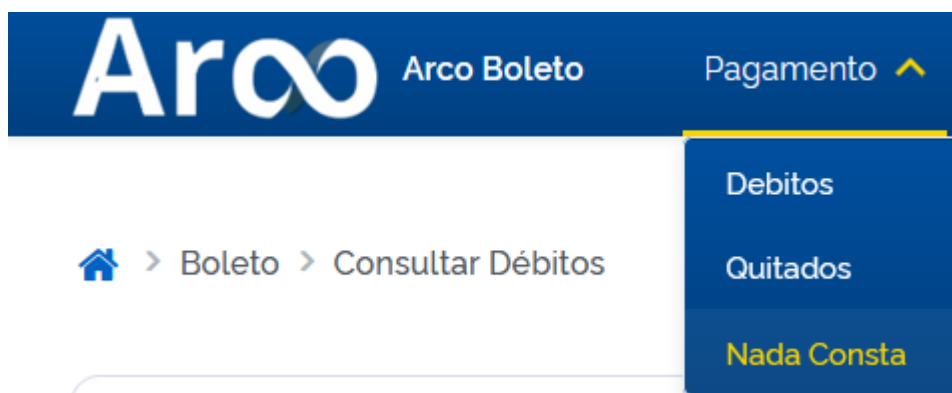 Arco Arco Boleto Pagamento
Debitos
Boleto > Consultar Débitos
Quitados
Nada Consta